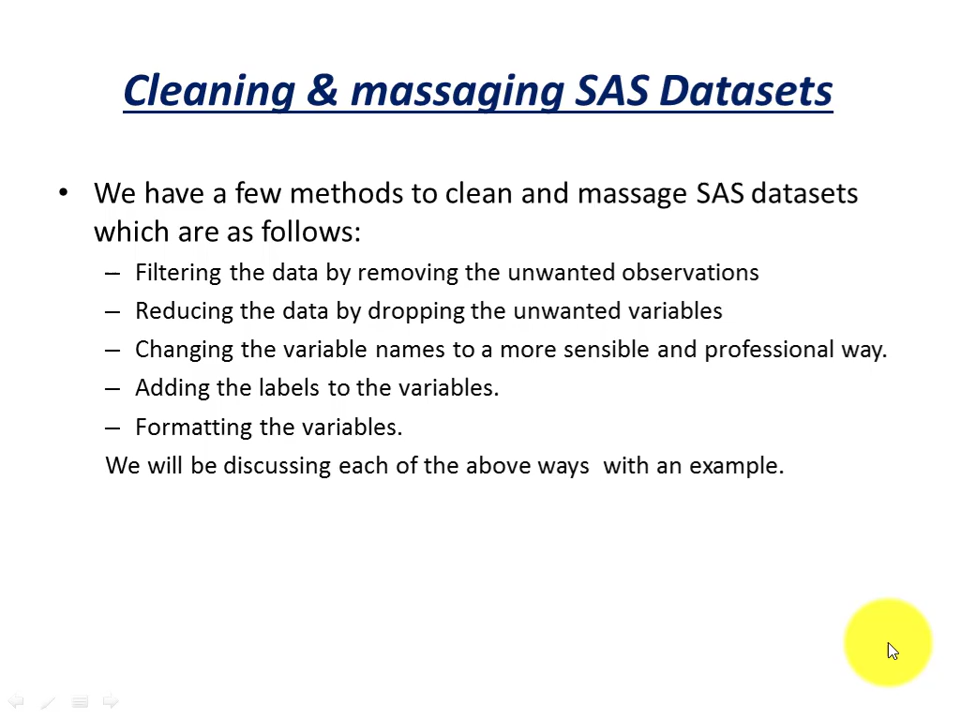 Cleaning & massaging SAS Datasets
• We have a few methods to clean and massage SAS datasets
which are as follows:
– Filtering the data by removing the unwanted observations
– Reducing the data by dropping the unwanted variables
– Changing the variable names to a more sensible and professional way.
– Adding the labels to the variables.
– Formatting the variables.
We will be discussing each of the above ways  with an example.